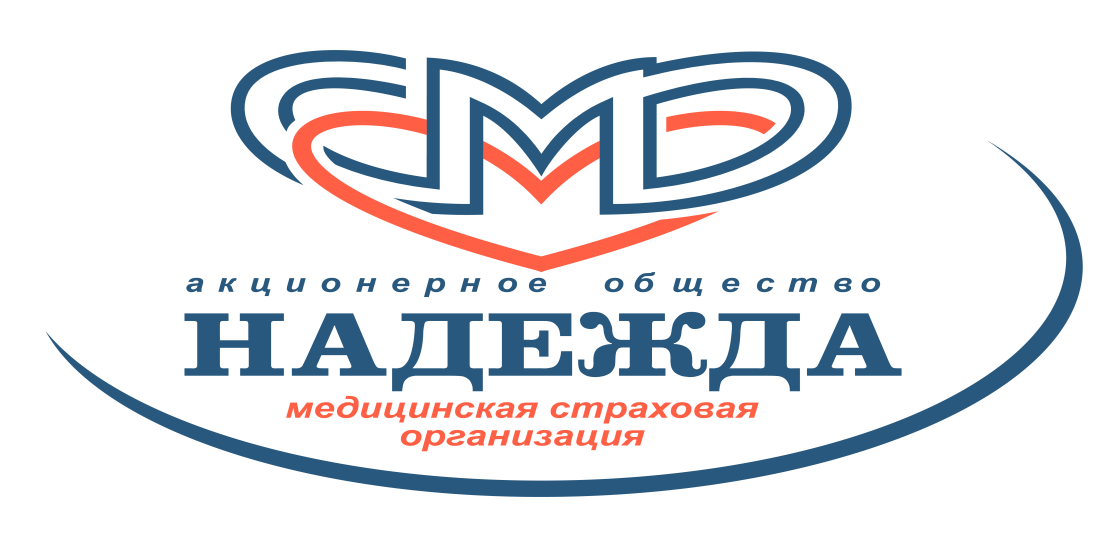 СМО
акционерное общество
НАДЕЖДА
медицинская страховая
организация